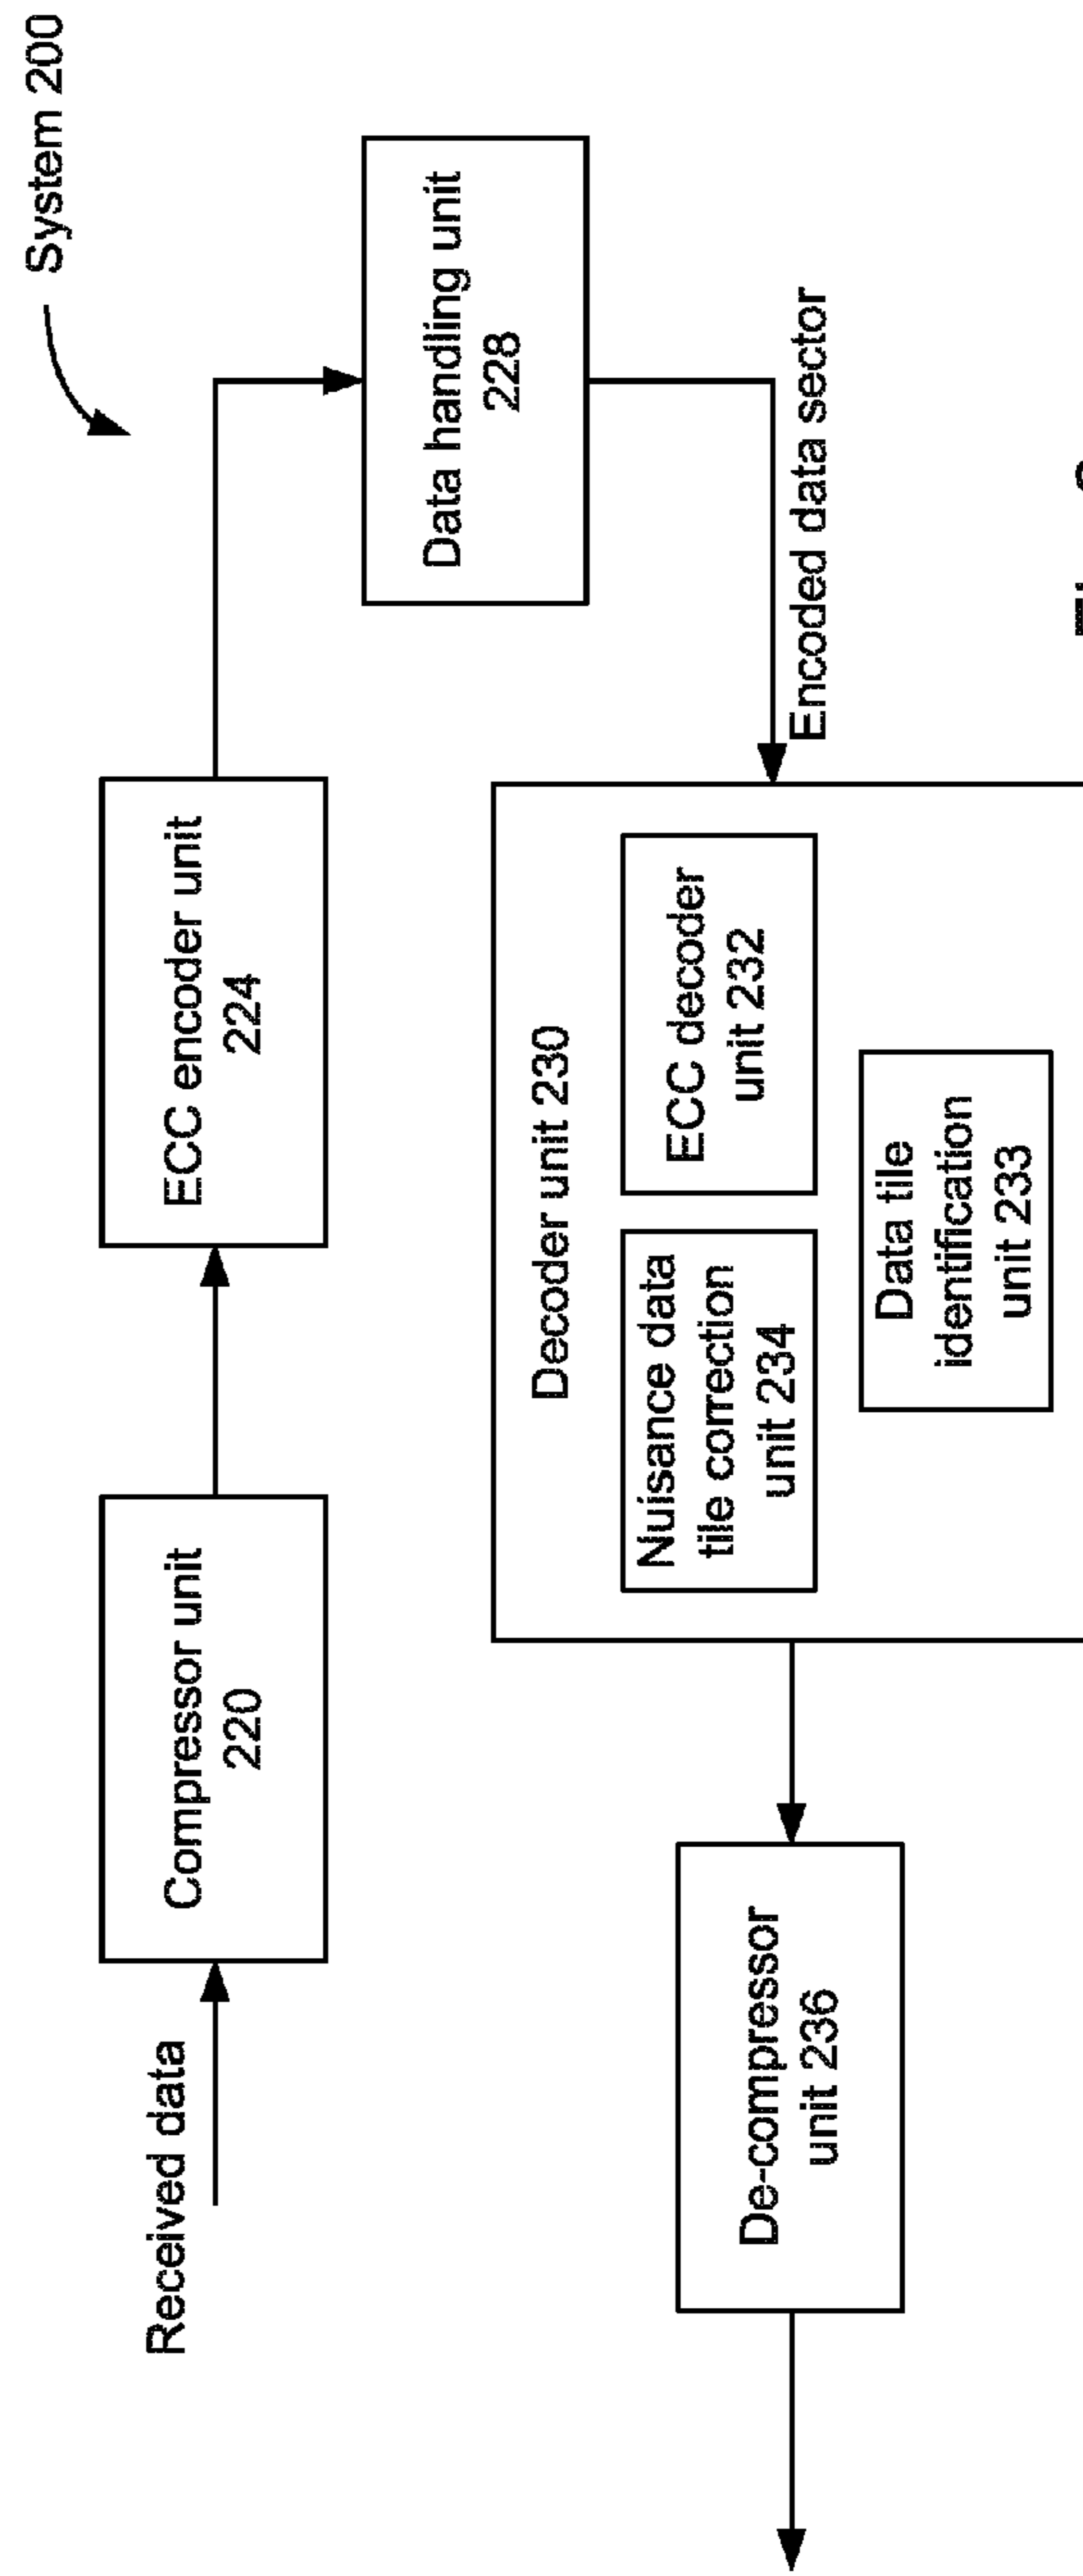 System 200
Received data
Compressor unit
220
ECC encoder unit
224
Data handling unit
228
Encoded data sector
Decoder unit 230
ECC decoder
unit 232
Nuisance data
tile correction
unit 234
Data tile
identification
unit 233
De-compressor
unit 236